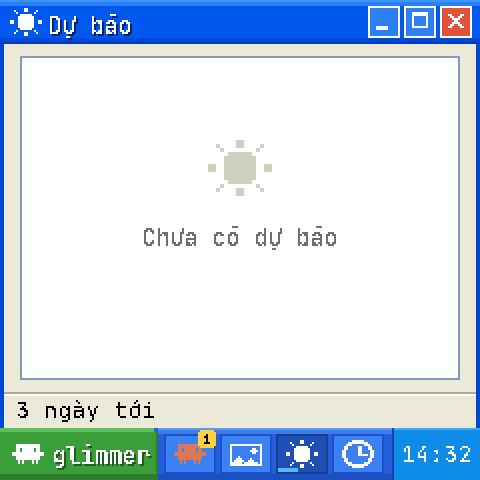 Dự báo
Chưa có dự báo
3 ngày tới
glimmer
1
14:32